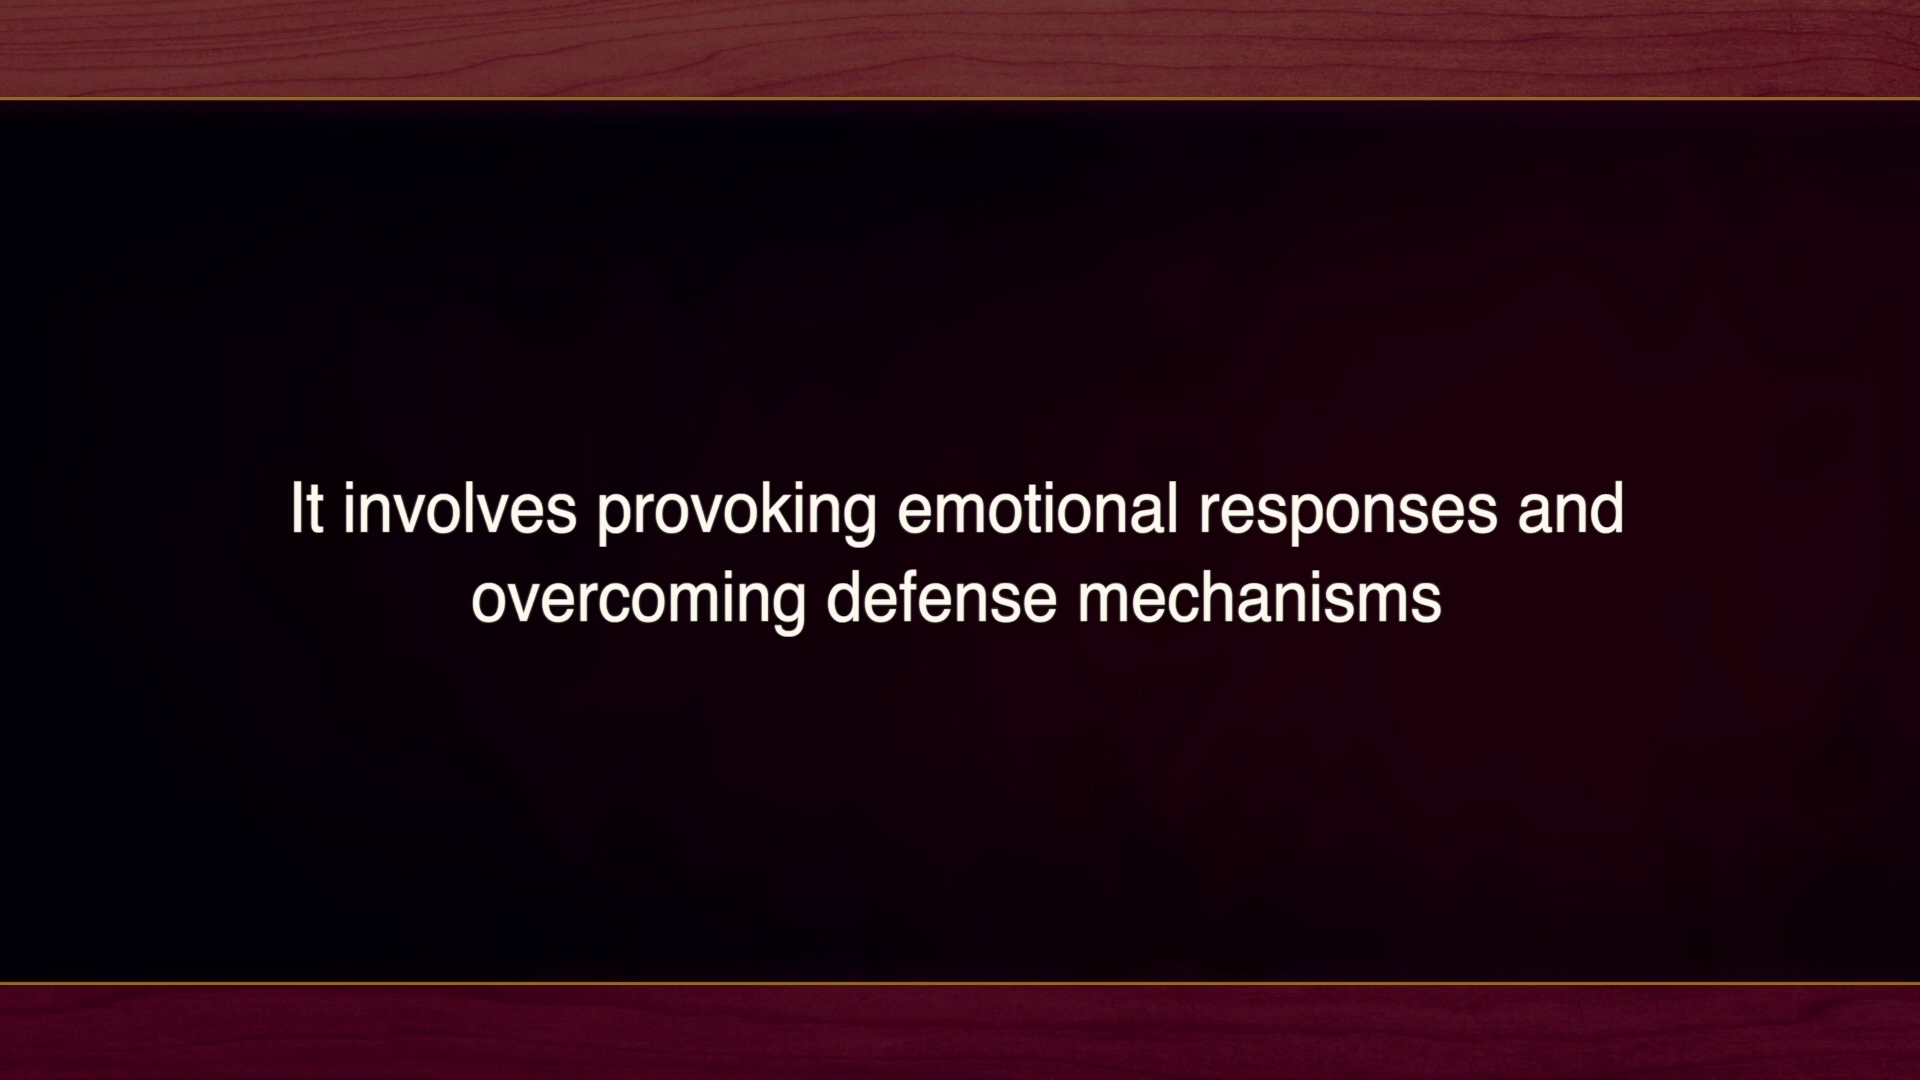 It involves provoking emotional responses and
overcoming defense mechanisms